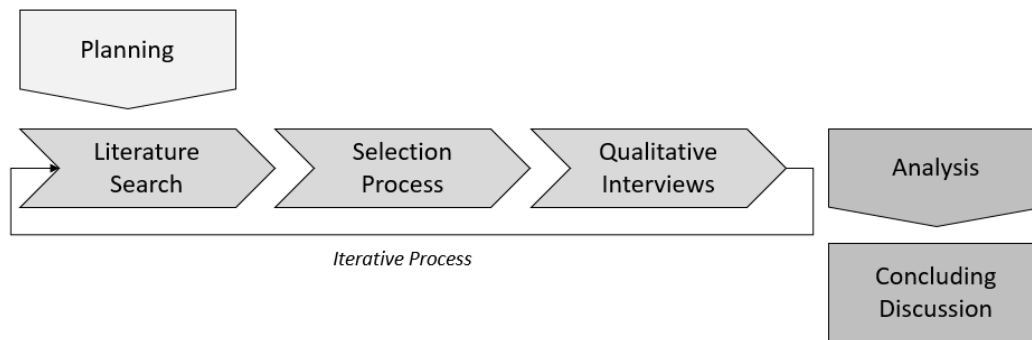 Planning
Literature
Search
Selection
Process
Qualitative
Interviews
Analysis
Iterative Process
Concluding
Discussion